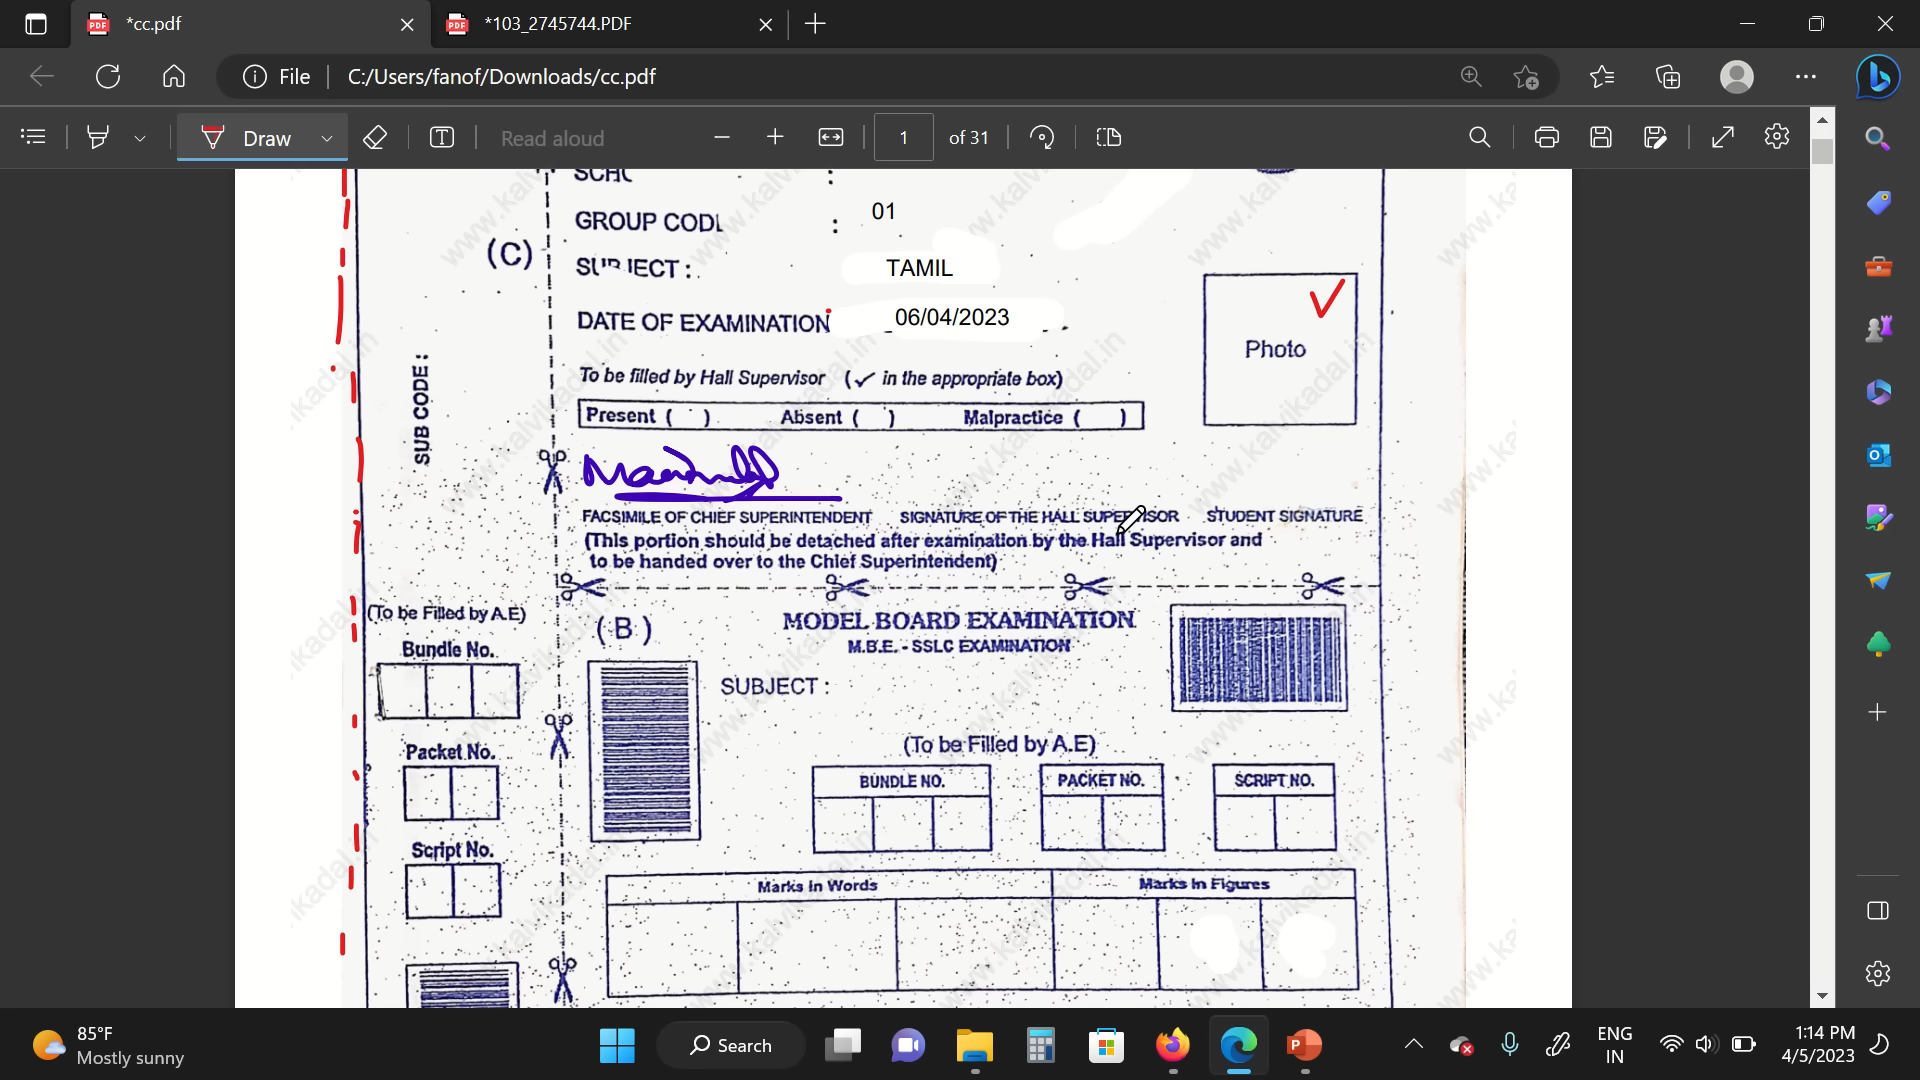 *cc.pdf
*103_2745744.PDF
File
C:/Users/fanof/Downloads/cc.pdf
Draw
Read aloud
1
of 31
GROUP CODE
:
01
(C)
SUBJECT :
TAMIL
DATE OF EXAMINATION
06/04/2023
Photo
To be filled by Hall Supervisor (✓ in the appropriate box)
Present ( )
Absent ( )
Malpractice ( )
SUB CODE :
FACSIMILE OF CHIEF SUPERINTENDENT
SIGNATURE OF THE HALL SUPERVISOR
STUDENT SIGNATURE
(This portion should be detached after examination by the Hall Supervisor and
to be handed over to the Chief Superintendent)
(To be Filled by A.E)
Bundle No.
Packet No.
Script No.
( B )
MODEL BOARD EXAMINATION
M.B.E. - SSLC EXAMINATION
SUBJECT :
(To be Filled by A.E)
BUNDLE NO.
PACKET NO.
SCRIPT NO.
Marks in Words
Marks in Figures
www.kalvikadal.in
85°F
Mostly sunny
Search
ENG
IN
1:14 PM
4/5/2023